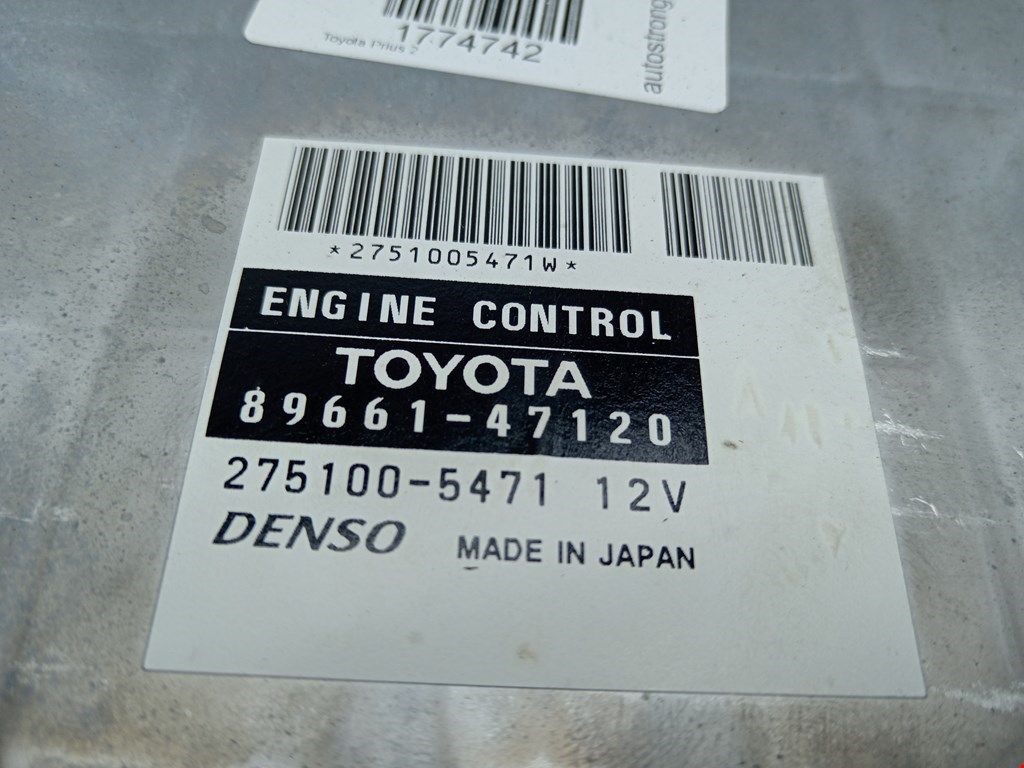 1774742
Toyota Prius 2
autostrong
*2751005471W*
ENGINE CONTROL
TOYOTA
89661-47120
275100-5471 12V
DENSO MADE IN JAPAN